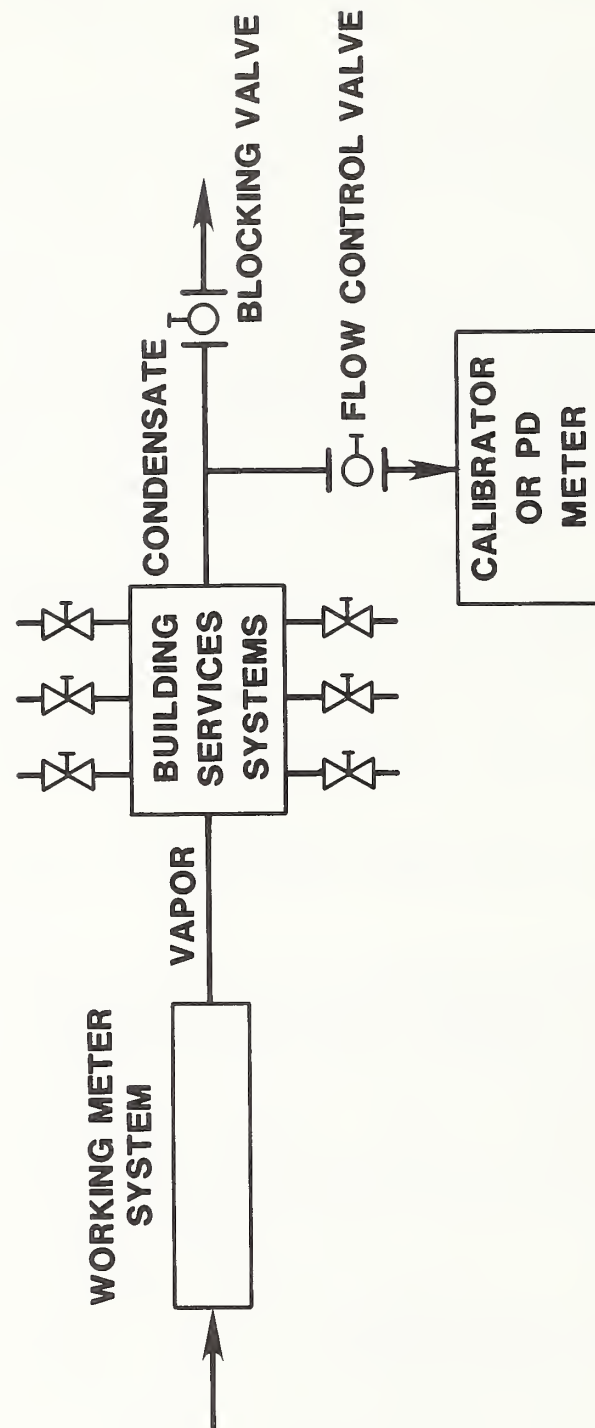 WORKING METER
SYSTEM
VAPOR
BUILDING
SERVICES
SYSTEMS
CONDENSATE
BLOCKING VALVE
FLOW CONTROL VALVE
CALIBRATOR
OR PD
METER